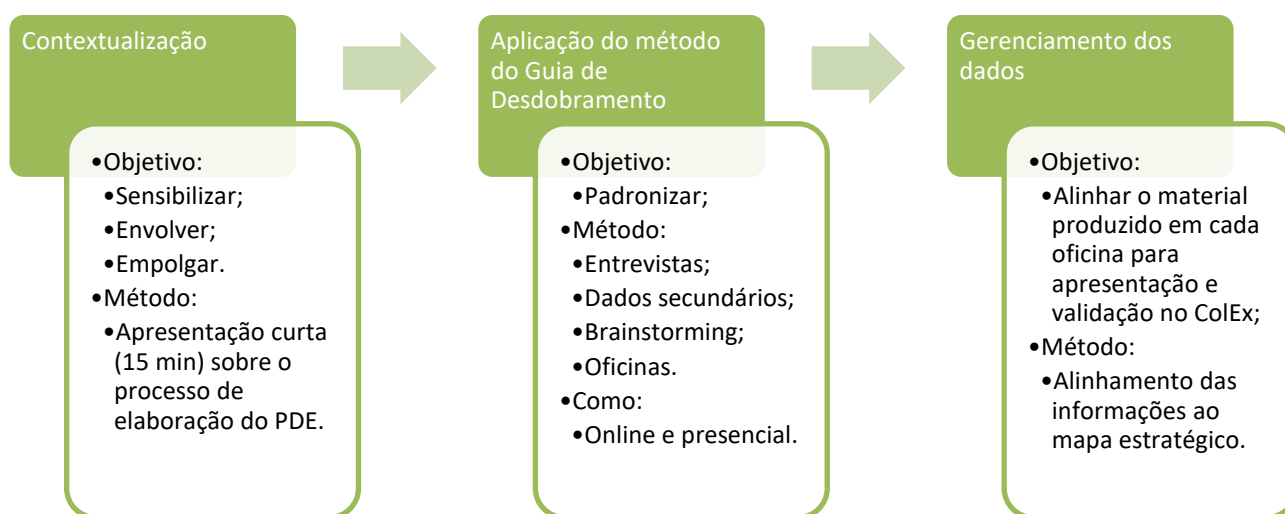 Contextualização
•Objetivo:
•Sensibilizar;
•Envolver;
•Empolgar.
•Método:
•Apresentação curta
(15 min) sobre o
processo de
elaboração do PDE.
Aplicação do método
do Guia de
Desdobramento
•Objetivo:
•Padronizar;
•Método:
•Entrevistas;
•Dados secundários;
•Brainstorming;
•Oficinas.
•Como:
•Online e presencial.
Gerenciamento dos
dados
•Objetivo:
•Alinhar o material
produzido em cada
oficina para
apresentação e
validação no ColEx;
•Método:
•Alinhamento das
informações ao
mapa estratégico.